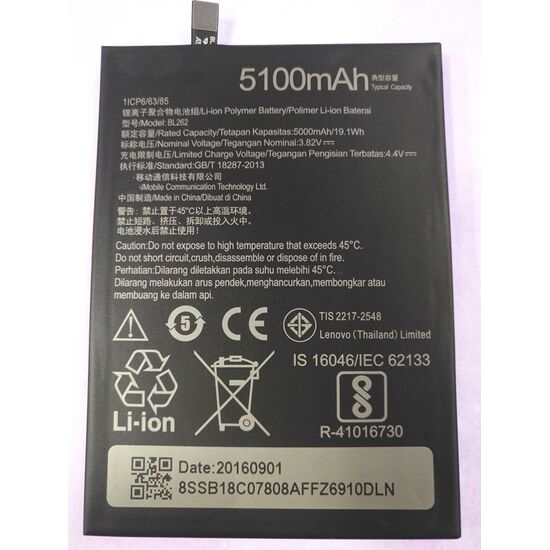 5100mAh 典型容量
Typical Capacity
1ICP6/63/85
锂离子聚合物电池组/Li-ion Polymer Battery/Polimer Li-ion Baterai
型号/Model: BL262
额定容量/Rated Capacity/Tetapan Kapasitas:5000mAh/19.1Wh
标称电压/Nominal Voltage/Tegangan Nominal:3.82V⎓
充电限制电压/Limited Charge Voltage/Tegangan Pengisian Terbatas:4.4V⎓
执行标准/Standard:GB/T 18287-2013
移动通信科技有限公司
/Mobile Communication Technology Ltd.
中国制造/Made in China/Dibuat di China
警告:禁止置于45℃以上高温环境。
禁止短路、挤压、拆卸或投入火中。
电池浸水后禁止使用!
Caution:Do not expose to high temperature that exceeds 45°C.
Do not short circuit,crush,disassemble or dispose of in fire.
Perhatian:Dilarang diletakkan pada suhu melebihi 45°C.
Dilarang melakukan arus pendek,menghancurkan,membongkar atau
membuang ke dalam api.
5
CE
TIS 2217-2548
Lenovo (Thailand) Limited
IS 16046/IEC 62133
Li-ion
R-41016730
Date:20160901
8SSB18C07808AFFZ6910DLN